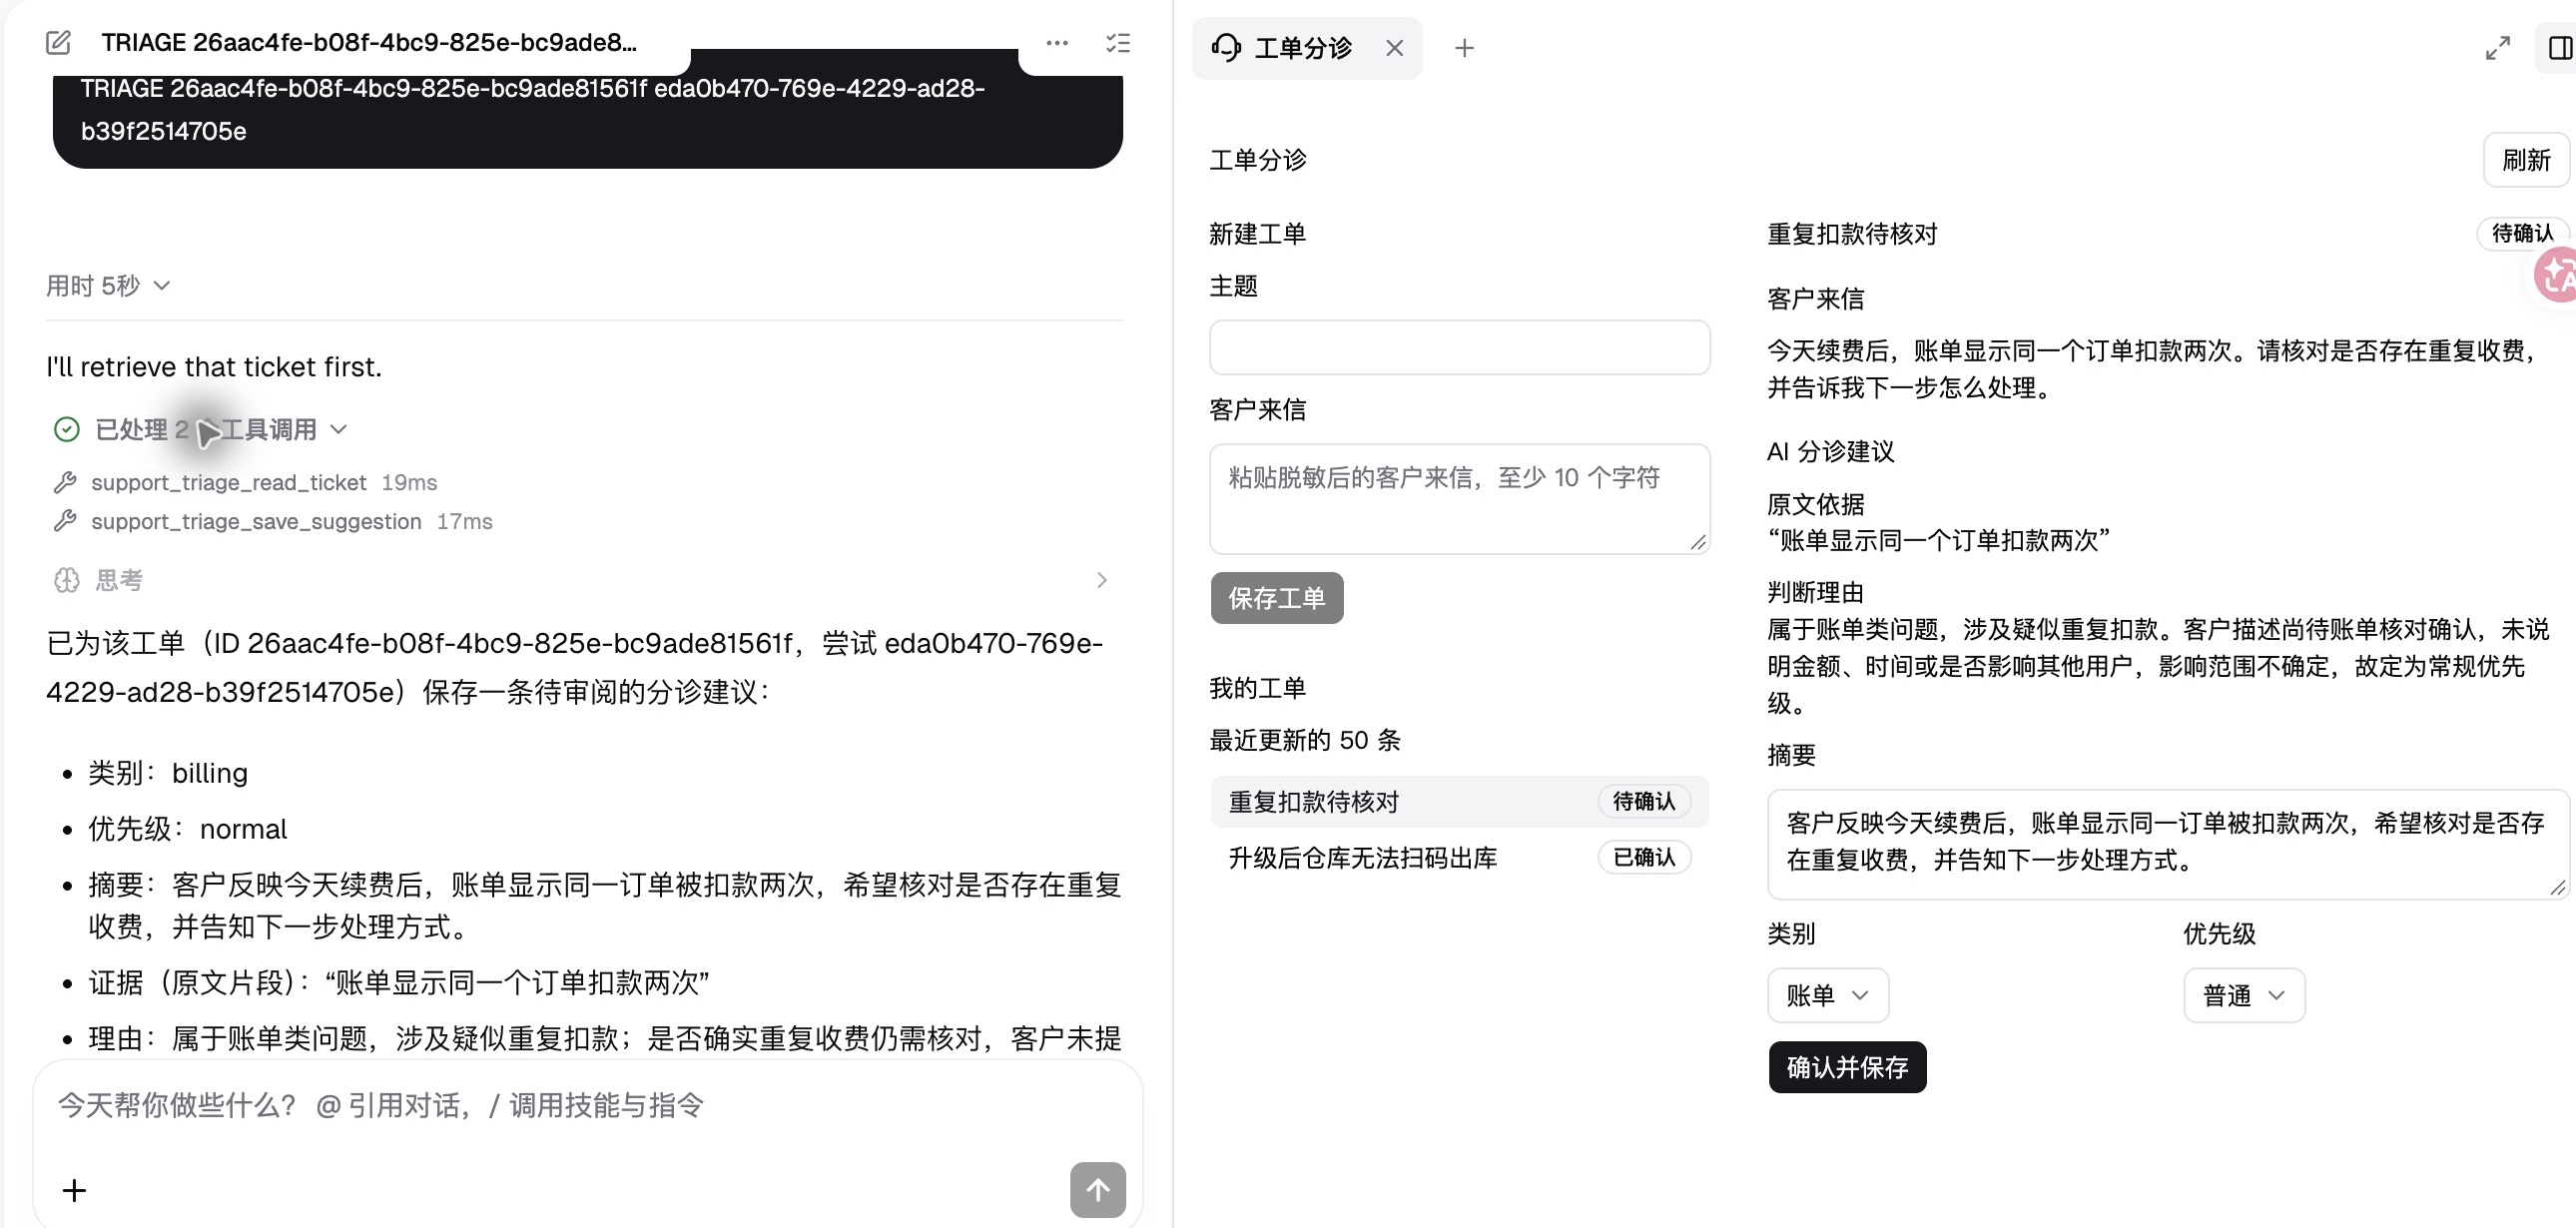 TRIAGE 26aac4fe-b08f-4bc9-825e-bc9ade8...
TRIAGE 26aac4fe-b08f-4bc9-825e-bc9ade81561f eda0b470-769e-4229-ad28-
b39f2514705e
用时 5秒
I'll retrieve that ticket first.
已处理 2 个工具调用
support_triage_read_ticket 19ms
support_triage_save_suggestion 17ms
思考
已为该工单（ID 26aac4fe-b08f-4bc9-825e-bc9ade81561f，尝试 eda0b470-769e-
4229-ad28-b39f2514705e）保存一条待审阅的分诊建议：
• 类别：billing
• 优先级：normal
• 摘要：客户反映今天续费后，账单显示同一订单被扣款两次，希望核对是否存在重复
收费，并告知下一步处理方式。
• 证据（原文片段）：“账单显示同一个订单扣款两次”
• 理由：属于账单类问题，涉及疑似重复扣款；是否确实重复收费仍需核对，客户未提
今天帮你做些什么？ @ 引用对话，/ 调用技能与指令
工单分诊
工单分诊
刷新
新建工单
主题
客户来信
粘贴脱敏后的客户来信，至少 10 个字符
保存工单
我的工单
最近更新的 50 条
重复扣款待核对 待确认
升级后仓库无法扫码出库 已确认
重复扣款待核对 待确认
客户来信
今天续费后，账单显示同一个订单扣款两次。请核对是否存在重复收费，
并告诉我下一步怎么处理。
AI 分诊建议
原文依据
“账单显示同一个订单扣款两次”
判断理由
属于账单类问题，涉及疑似重复扣款。客户描述尚待账单核对确认，未说
明金额、时间或是否影响其他用户，影响范围不确定，故定为常规优先
级。
摘要
客户反映今天续费后，账单显示同一订单被扣款两次，希望核对是否存
在重复收费，并告知下一步处理方式。
类别 优先级
账单 普通
确认并保存